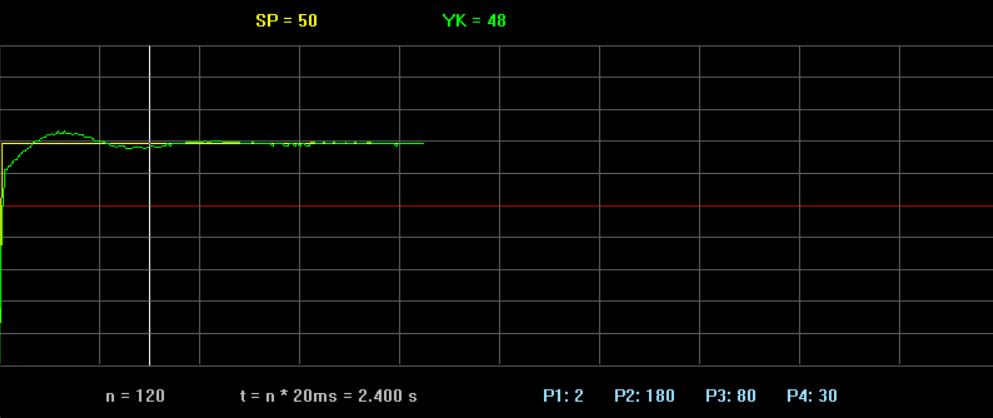 SP = 50 YK = 48
n = 120 t = n * 20ms = 2.400 s P1: 2 P2: 180 P3: 80 P4: 30